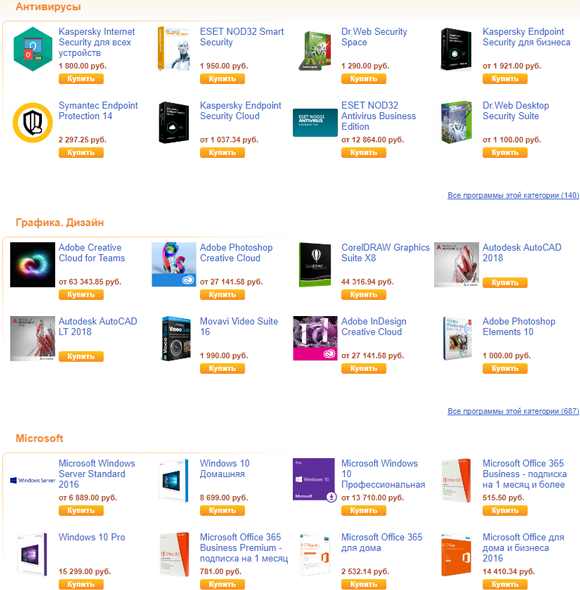 Антивирусы
Kaspersky Internet
Security для всех
устройств
1 800.00 руб.
Купить
ESET NOD32 Smart
Security
1 950.00 руб.
Купить
Dr.Web Security
Space
1 290.00 руб.
Купить
Kaspersky Endpoint
Security для бизнеса
от 1 921.00 руб.
Купить
Symantec Endpoint
Protection 14
2 297.25 руб.
Купить
Kaspersky Endpoint
Security Cloud
от 1 037.34 руб.
Купить
ESET NOD32
ANTIVIRUS
ESET NOD32
Antivirus Business
Edition
от 12 864.00 руб.
Купить
Dr.Web Desktop
Security Suite
от 1 100.00 руб.
Купить
Все программы этой категории (140)
Графика. Дизайн
Adobe Creative
Cloud for Teams
от 63 343.85 руб.
Купить
Adobe Photoshop
Creative Cloud
от 27 141.58 руб.
Купить
CorelDRAW Graphics
Suite X8
44 316.94 руб.
Купить
Autodesk AutoCAD
2018
Купить
Autodesk AutoCAD
LT 2018
Купить
Movavi Video Suite
16
1 990.00 руб.
Купить
Adobe InDesign
Creative Cloud
от 27 141.58 руб.
Купить
Adobe Photoshop
Elements 10
1 000.00 руб.
Купить
Все программы этой категории (687)
Microsoft
Windows Server
Microsoft Windows
Server Standard
2016
от 6 889.00 руб.
Купить
Windows 10
Домашняя
8 699.00 руб.
Купить
Pro
Windows 10
Microsoft
Microsoft Windows
10
Профессиональная
от 13 710.00 руб.
Купить
Microsoft Office 365
Business - подписка
на 1 месяц и более
515.50 руб.
Купить
Windows 10 Pro
15 299.00 руб.
Купить
Microsoft Office 365
Business Premium -
подписка на 1 месяц
781.00 руб.
Купить
Microsoft Office 365
для дома
2 532.14 руб.
Купить
Microsoft Office для
дома и бизнеса
2016
14 410.34 руб.
Купить